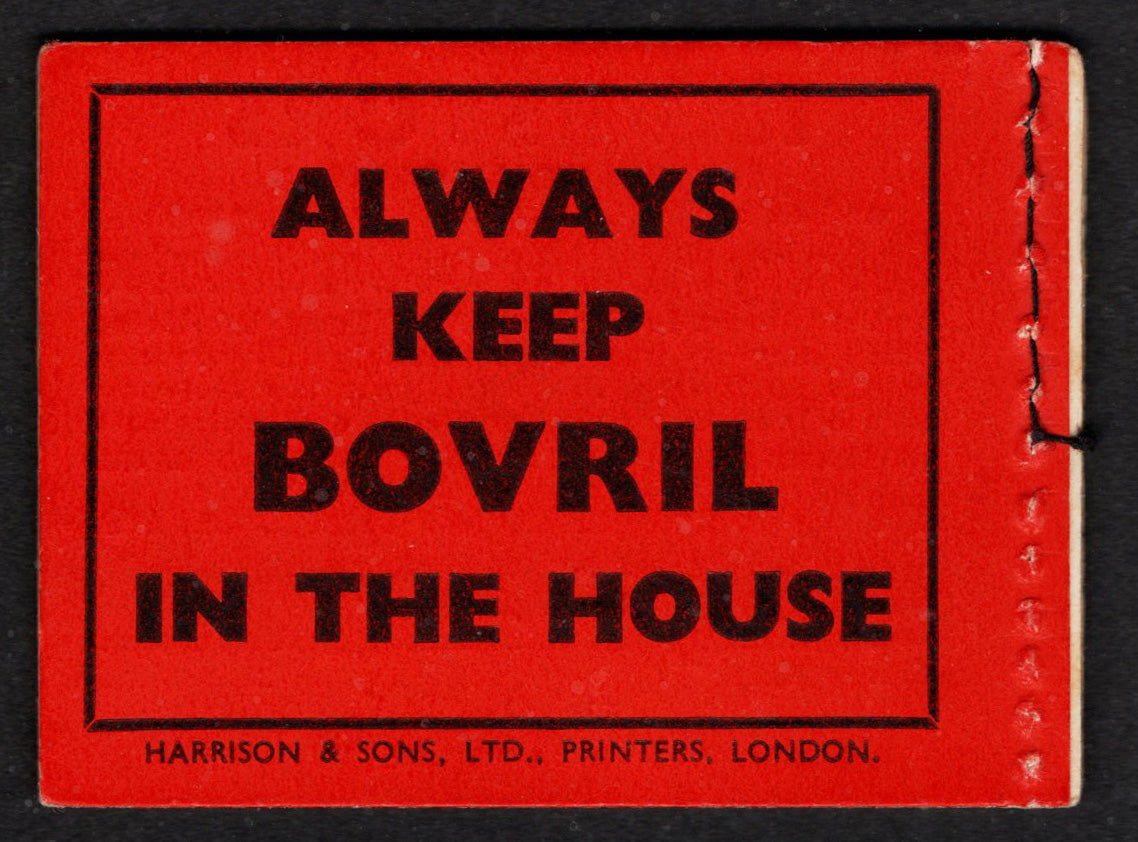 ALWAYS
KEEP
BOVRIL
IN THE HOUSE
HARRISON & SONS, LTD., PRINTERS, LONDON.